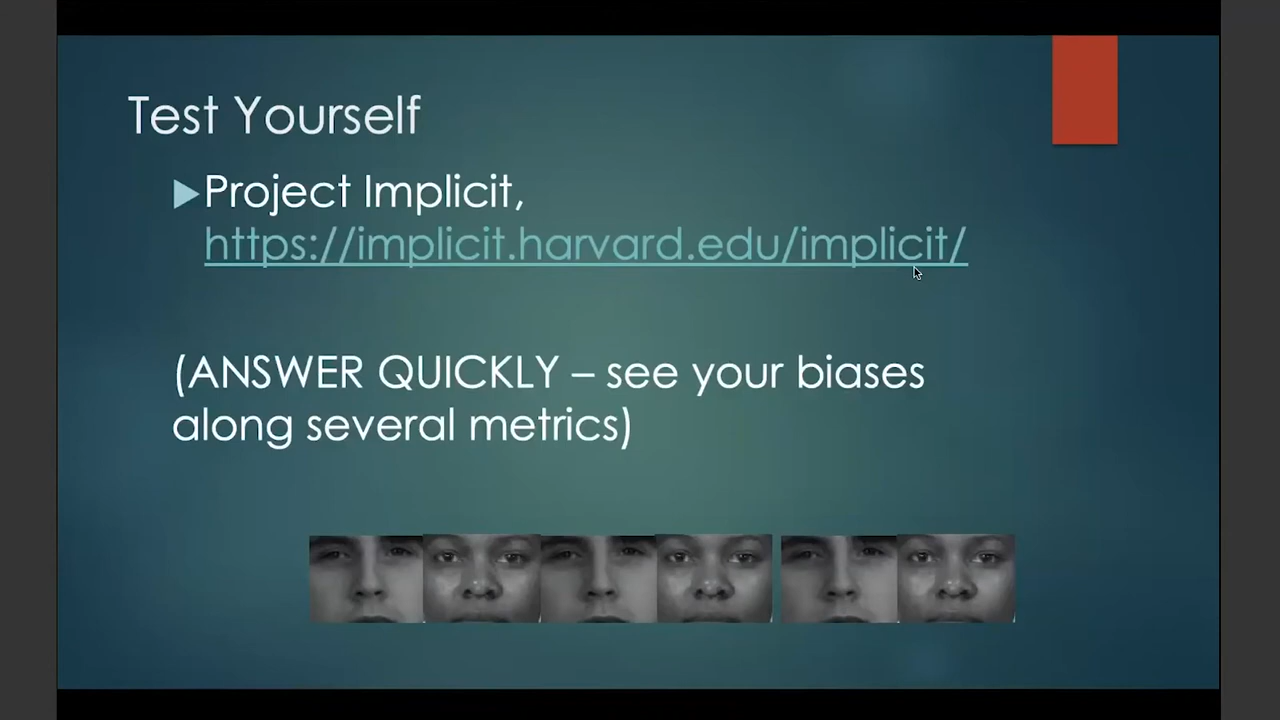 Test Yourself
Project Implicit,
https://implicit.harvard.edu/implicit/
(ANSWER QUICKLY – see your biases
along several metrics)